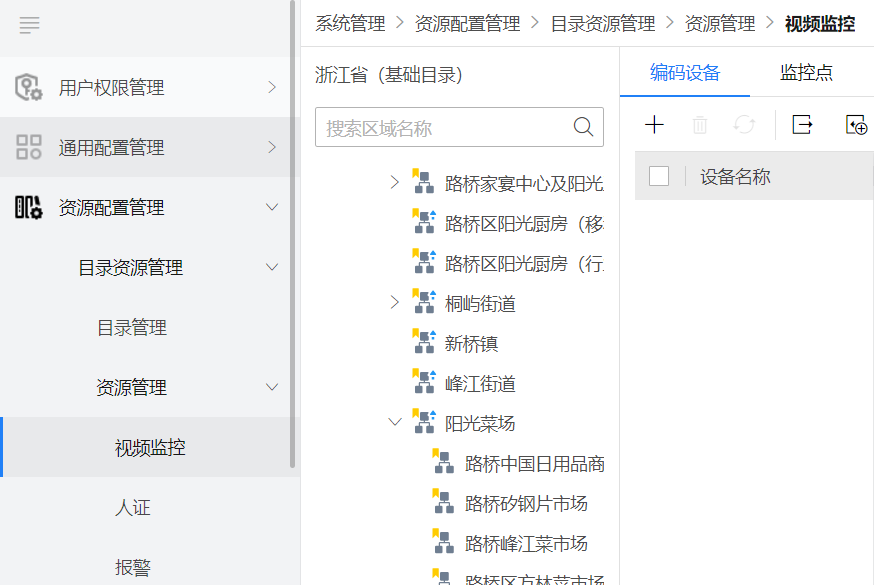 系统管理 > 资源配置管理 > 目录资源管理 > 资源管理 > 视频监控
用户权限管理
通用配置管理
资源配置管理
目录资源管理
目录管理
资源管理
视频监控
人证
报警
浙江省（基础目录）
搜索区域名称
路桥家宴中心及阳光
路桥区阳光厨房（移
路桥区阳光厨房（行
桐屿街道
新桥镇
峰江街道
阳光菜场
路桥中国日用品商
路桥矽钢片市场
路桥峰江菜市场
路桥区方林菜市场
编码设备
监控点
设备名称